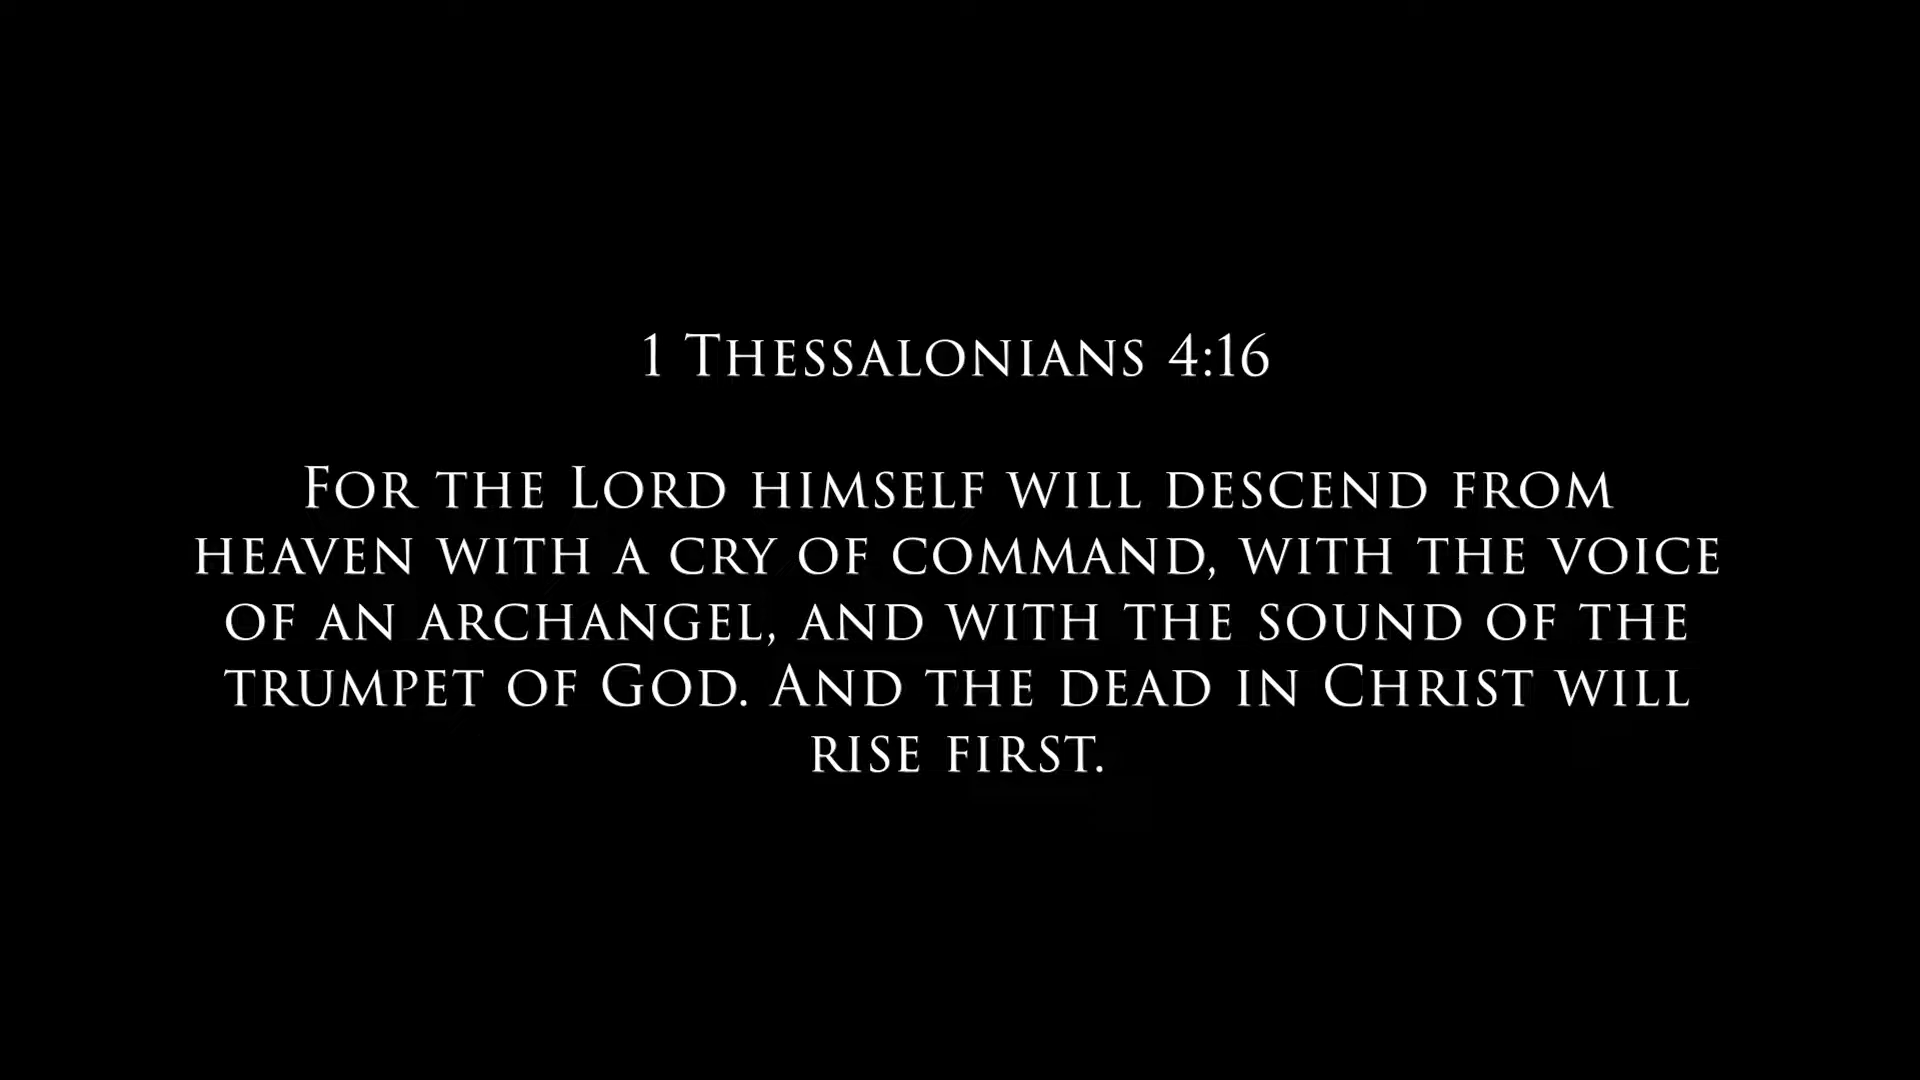 1 Thessalonians 4:16
For the Lord himself will descend from
heaven with a cry of command, with the voice
of an archangel, and with the sound of the
trumpet of God. And the dead in Christ will
rise first.